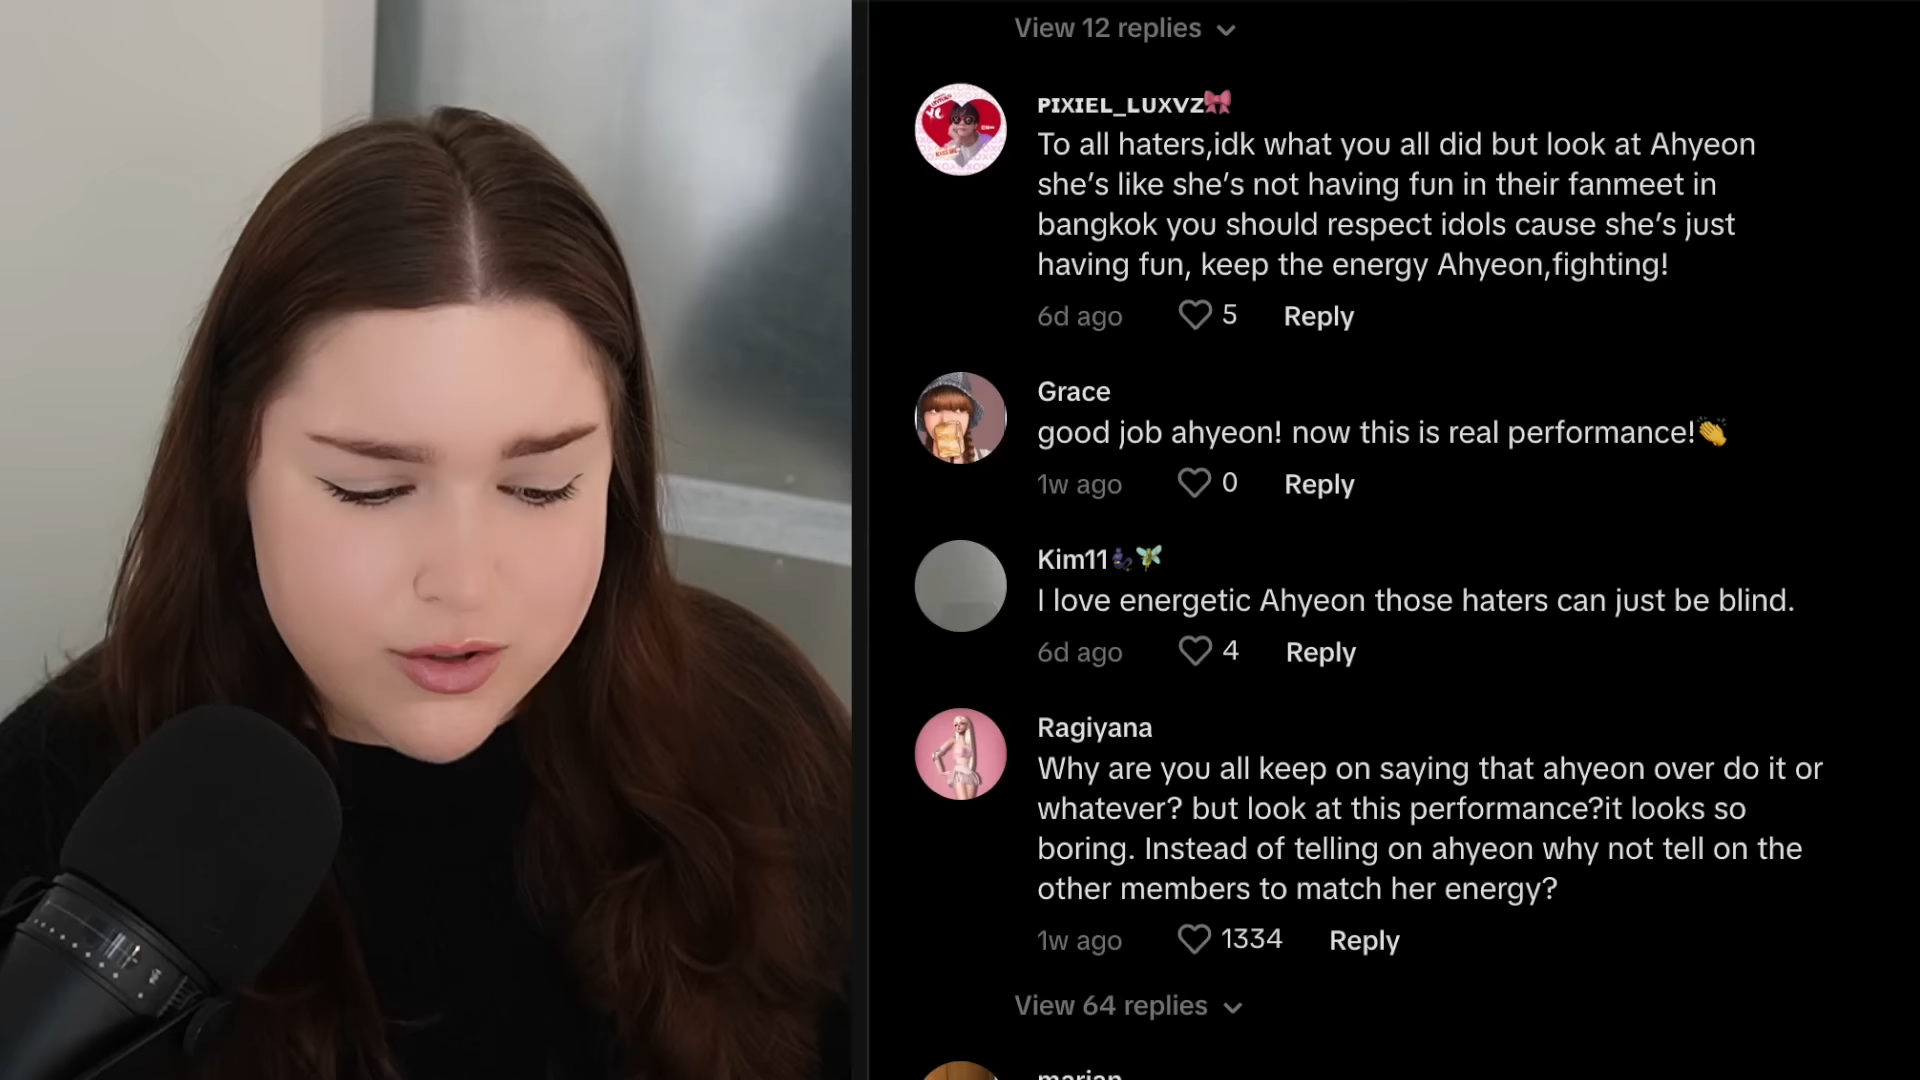 View 12 replies
PIXIEL_LUXVZ🎀
To all haters,idk what you all did but look at Ahyeon
she’s like she’s not having fun in their fanmeet in
bangkok you should respect idols cause she’s just
having fun, keep the energy Ahyeon,fighting!
6d ago 5 Reply
Grace
good job ahyeon! now this is real performance!👏
1w ago 0 Reply
Kim11
I love energetic Ahyeon those haters can just be blind.
6d ago 4 Reply
Ragiyana
Why are you all keep on saying that ahyeon over do it or
whatever? but look at this performance?it looks so
boring. Instead of telling on ahyeon why not tell on the
other members to match her energy?
1w ago 1334 Reply
View 64 replies
marian